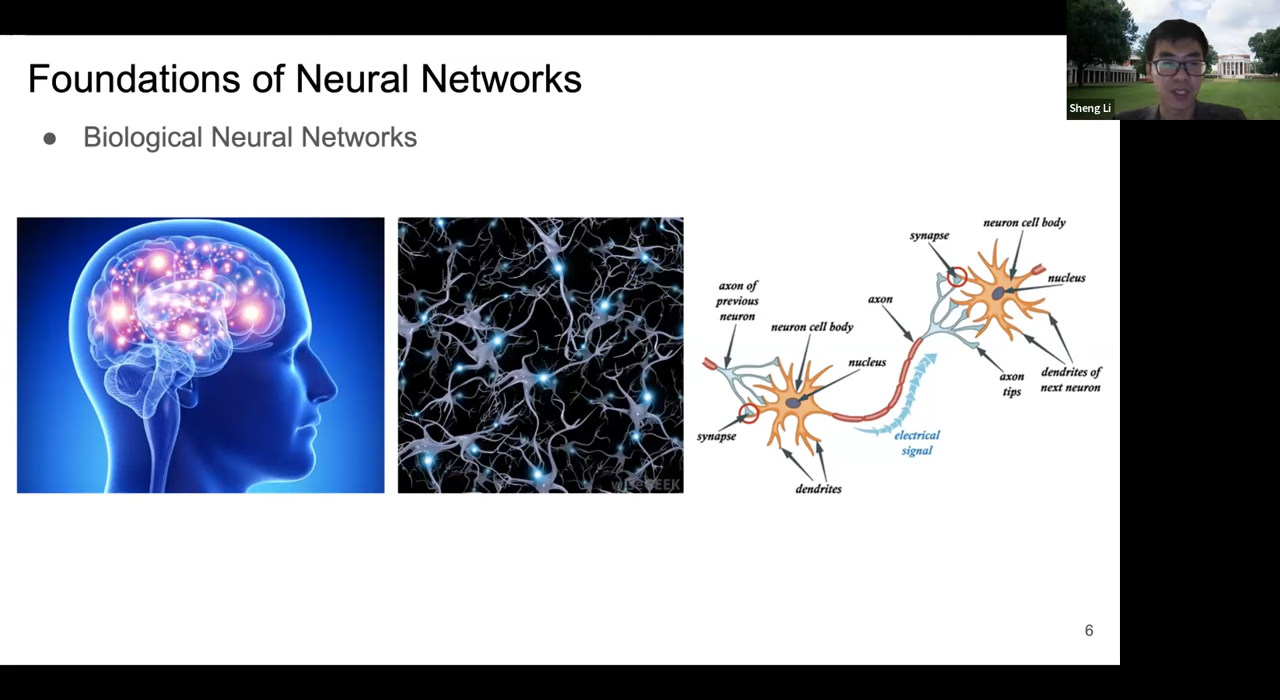 Foundations of Neural Networks
Sheng Li
● Biological Neural Networks
neuron cell body
synapse
nucleus
axon of
previous
neuron
axon
neuron cell body
nucleus
axon
tips
dendrites of
next neuron
synapse
electrical
signal
dendrites
6